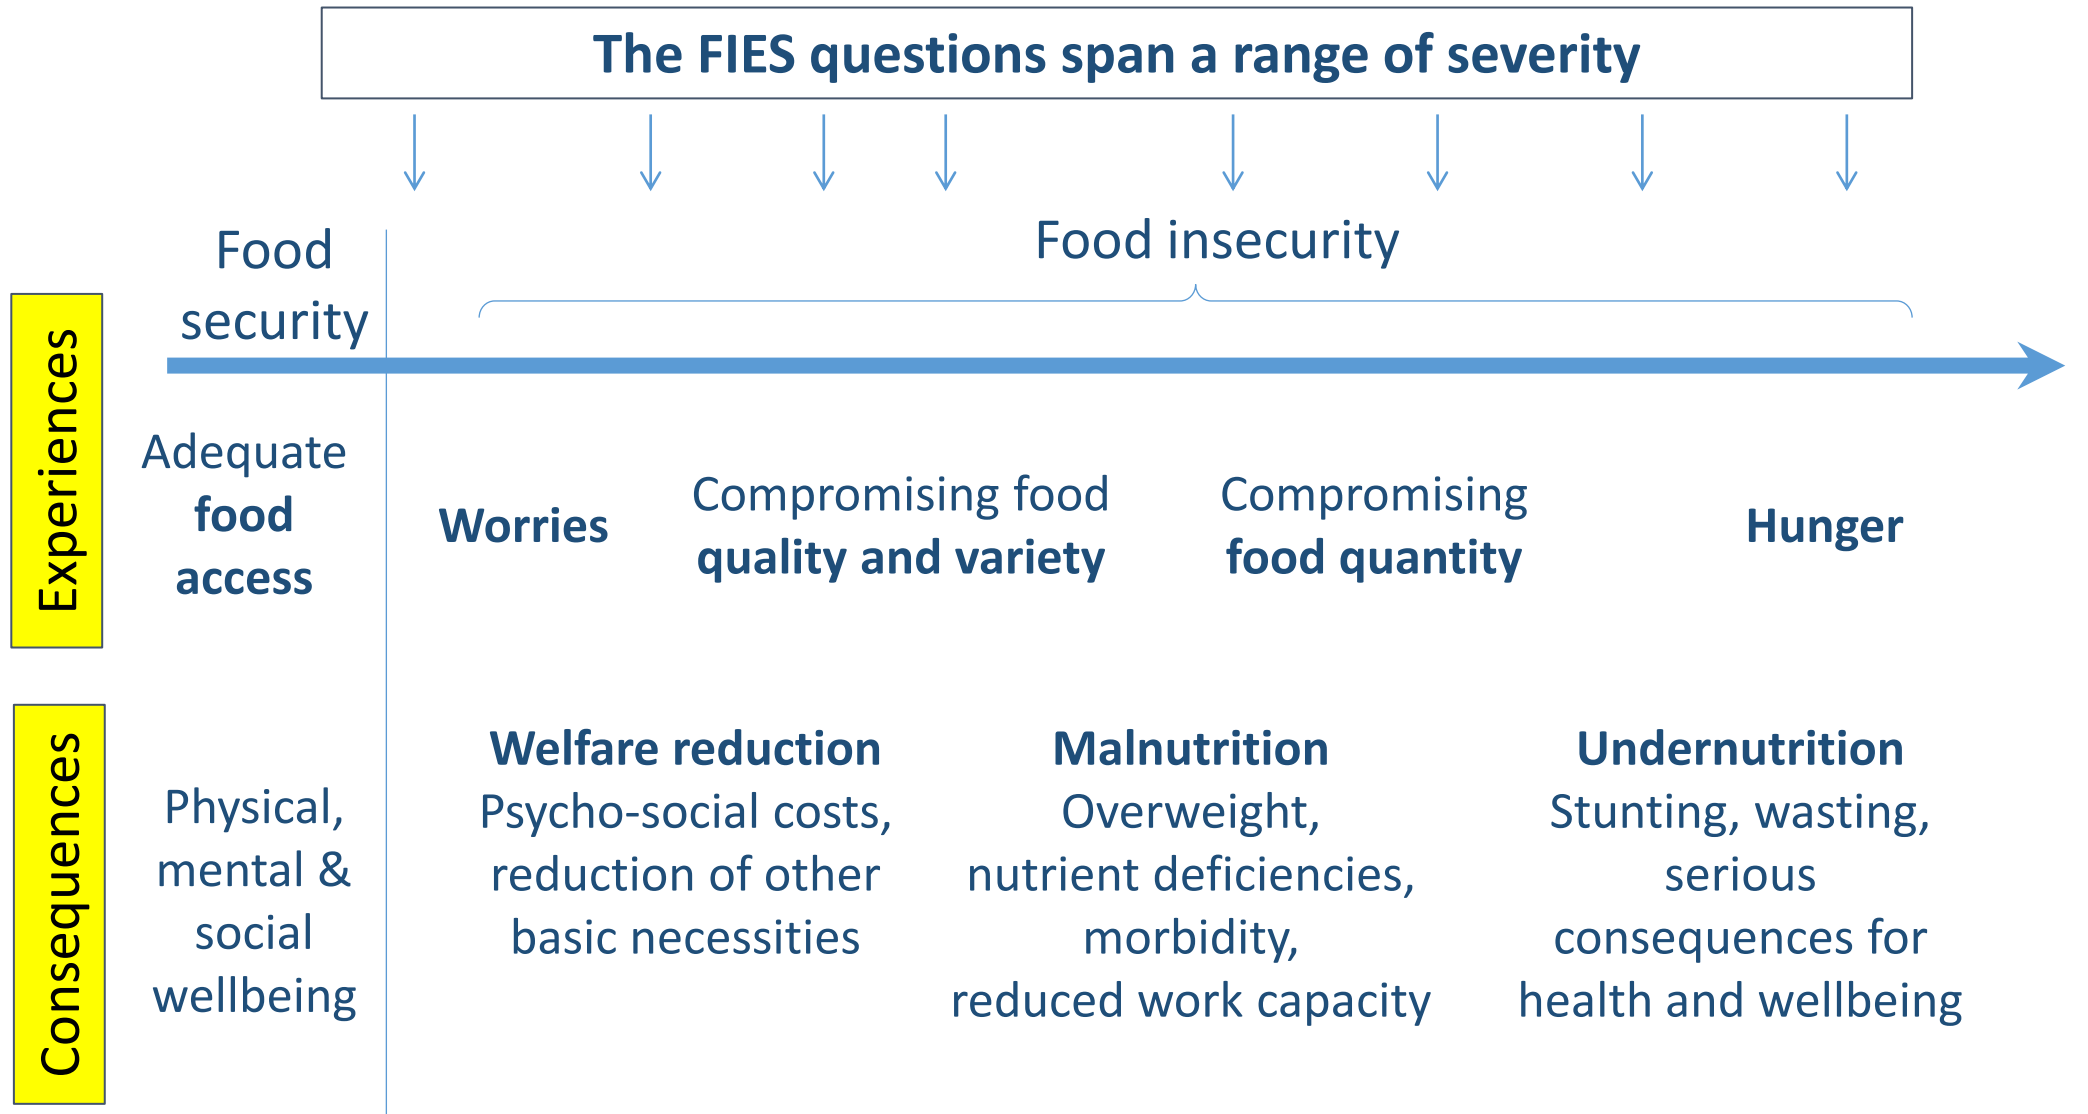 The FIES questions span a range of severity
Food
security
Food insecurity
Experiences
Adequate
food
access
Worries
Compromising food
quality and variety
Compromising
food quantity
Hunger
Consequences
Physical,
mental &
social
wellbeing
Welfare reduction
Psycho-social costs,
reduction of other
basic necessities
Malnutrition
Overweight,
nutrient deficiencies,
morbidity,
reduced work capacity
Undernutrition
Stunting, wasting,
serious
consequences for
health and wellbeing